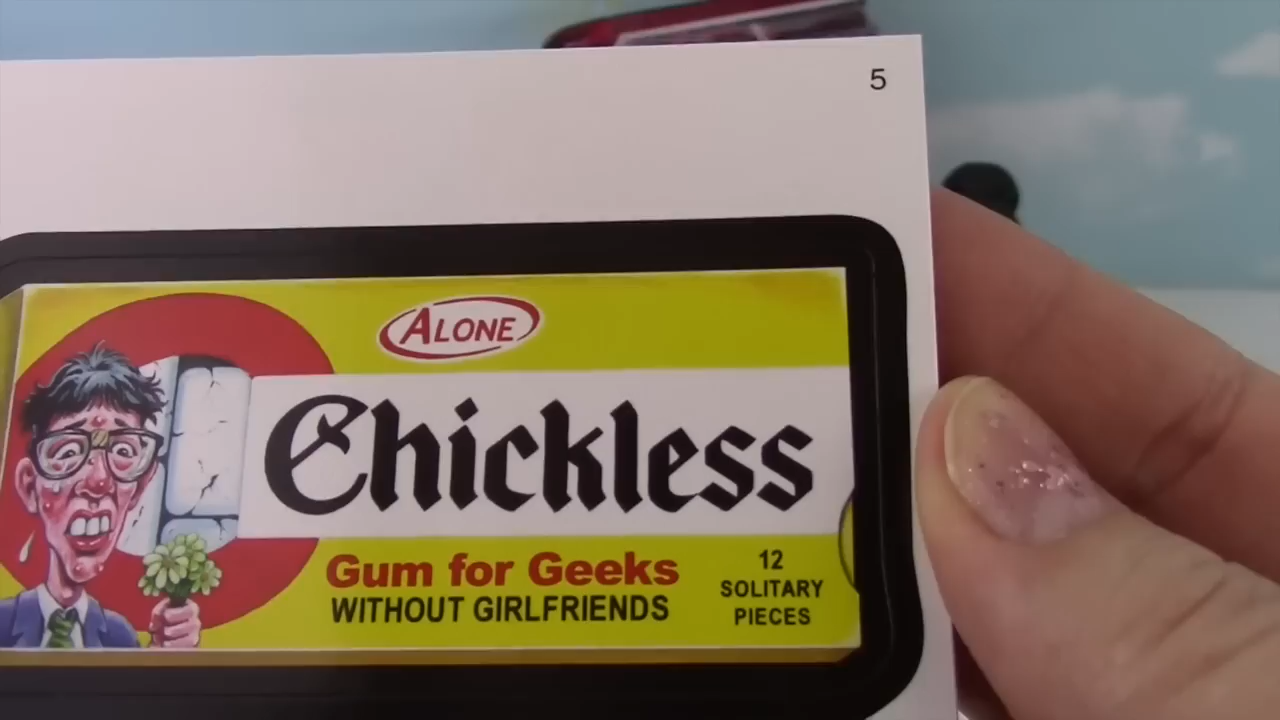 5
ALONE
Chickless
Gum for Geeks
WITHOUT GIRLFRIENDS
12
SOLITARY
PIECES